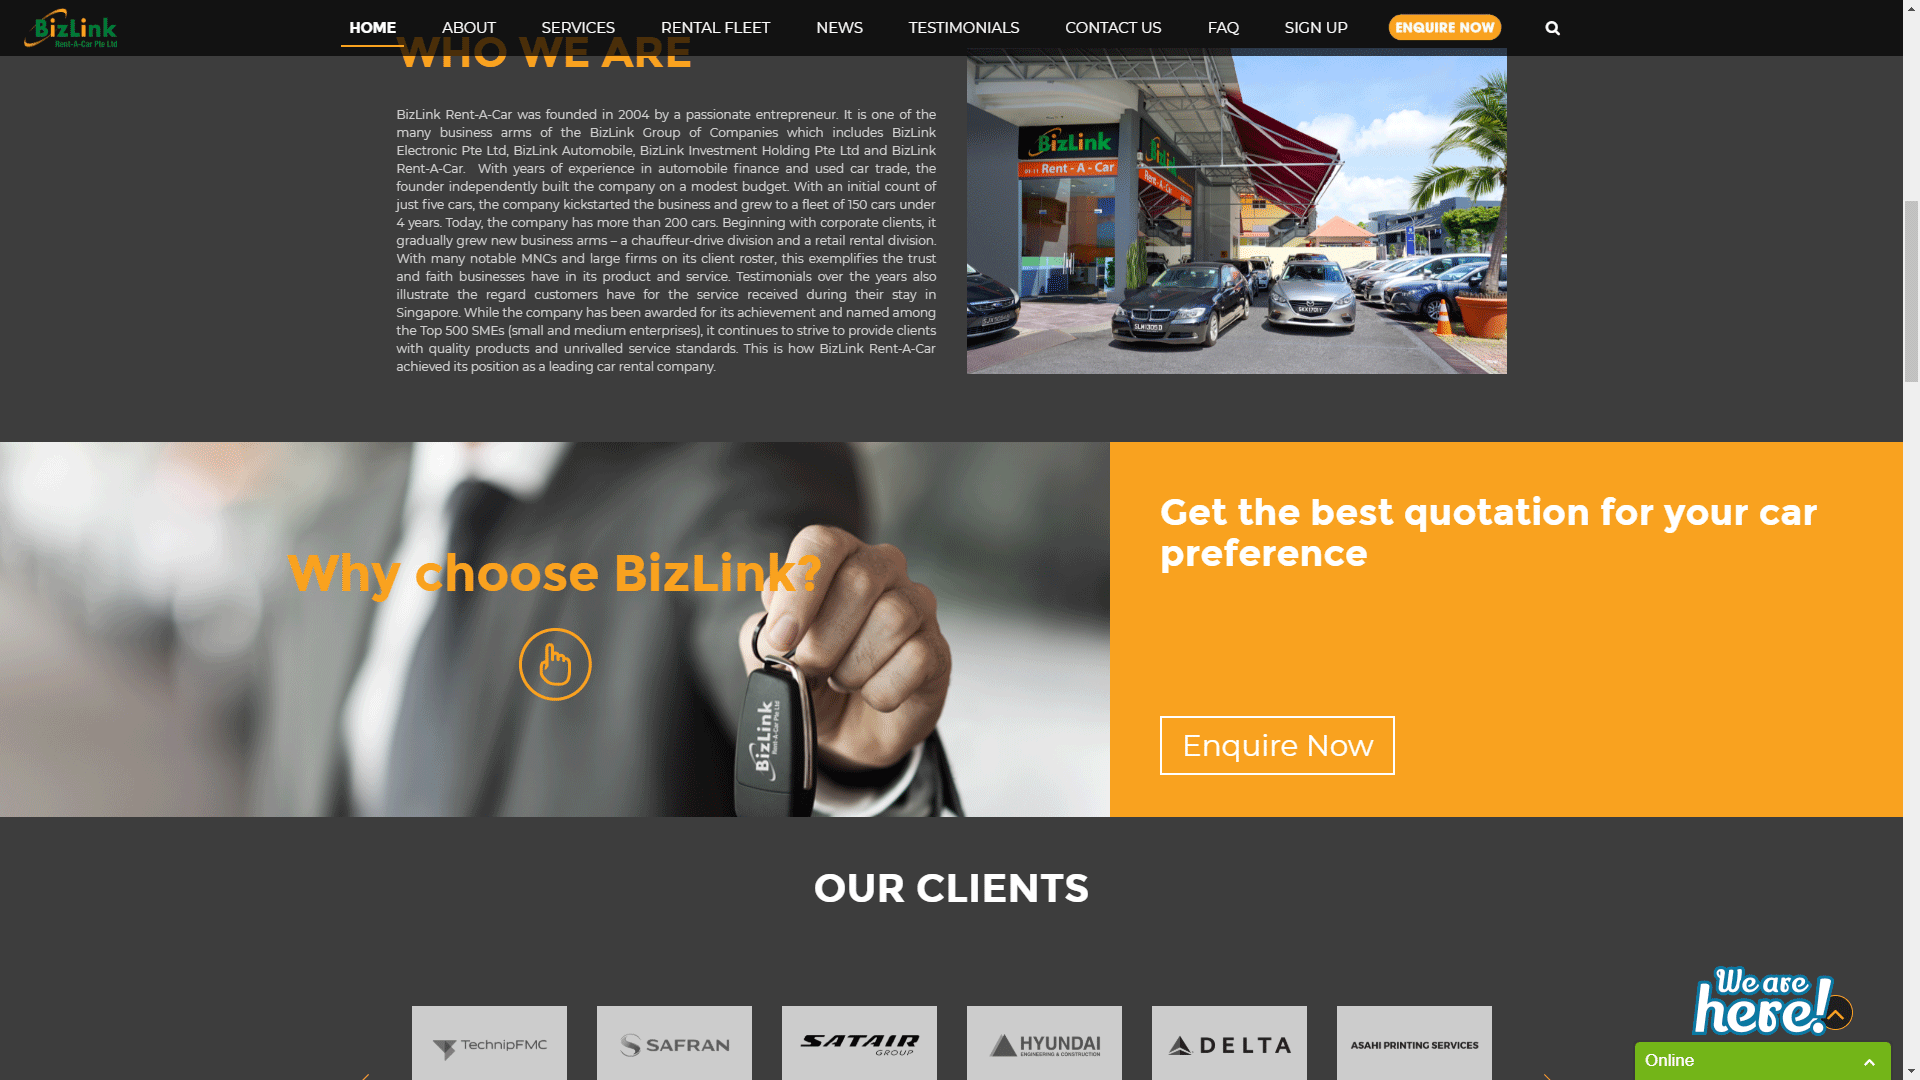 BizLink
Rent-A-Car Pte Ltd
HOME
ABOUT
SERVICES
RENTAL FLEET
NEWS
TESTIMONIALS
CONTACT US
FAQ
SIGN UP
ENQUIRE NOW
WHO WE ARE
BizLink Rent-A-Car was founded in 2004 by a passionate entrepreneur. It is one of the
many business arms of the BizLink Group of Companies which includes BizLink
Electronic Pte Ltd, BizLink Automobile, BizLink Investment Holding Pte Ltd and BizLink
Rent-A-Car. With years of experience in automobile finance and used car trade, the
founder independently built the company on a modest budget. With an initial count of
just five cars, the company kickstarted the business and grew to a fleet of 150 cars under
4 years. Today, the company has more than 200 cars. Beginning with corporate clients, it
gradually grew new business arms – a chauffeur-drive division and a retail rental division.
With many notable MNCs and large firms on its client roster, this exemplifies the trust
and faith businesses have in its product and service. Testimonials over the years also
illustrate the regard customers have for the service received during their stay in
Singapore. While the company has been awarded for its achievement and named among
the Top 500 SMEs (small and medium enterprises), it continues to strive to provide clients
with quality products and unrivalled service standards. This is how BizLink Rent-A-Car
achieved its position as a leading car rental company.
BizLink
Rent - A - Car
Why choose BizLink?
BizLink
Rent-A-Car Pte Ltd
Get the best quotation for your car
preference
Enquire Now
OUR CLIENTS
TechnipFMC
SAFRAN
SATAIR
GROUP
HYUNDAI
ENGINEERING & CONSTRUCTION
DELTA
ASAHI PRINTING SERVICES
We are
here!
Online